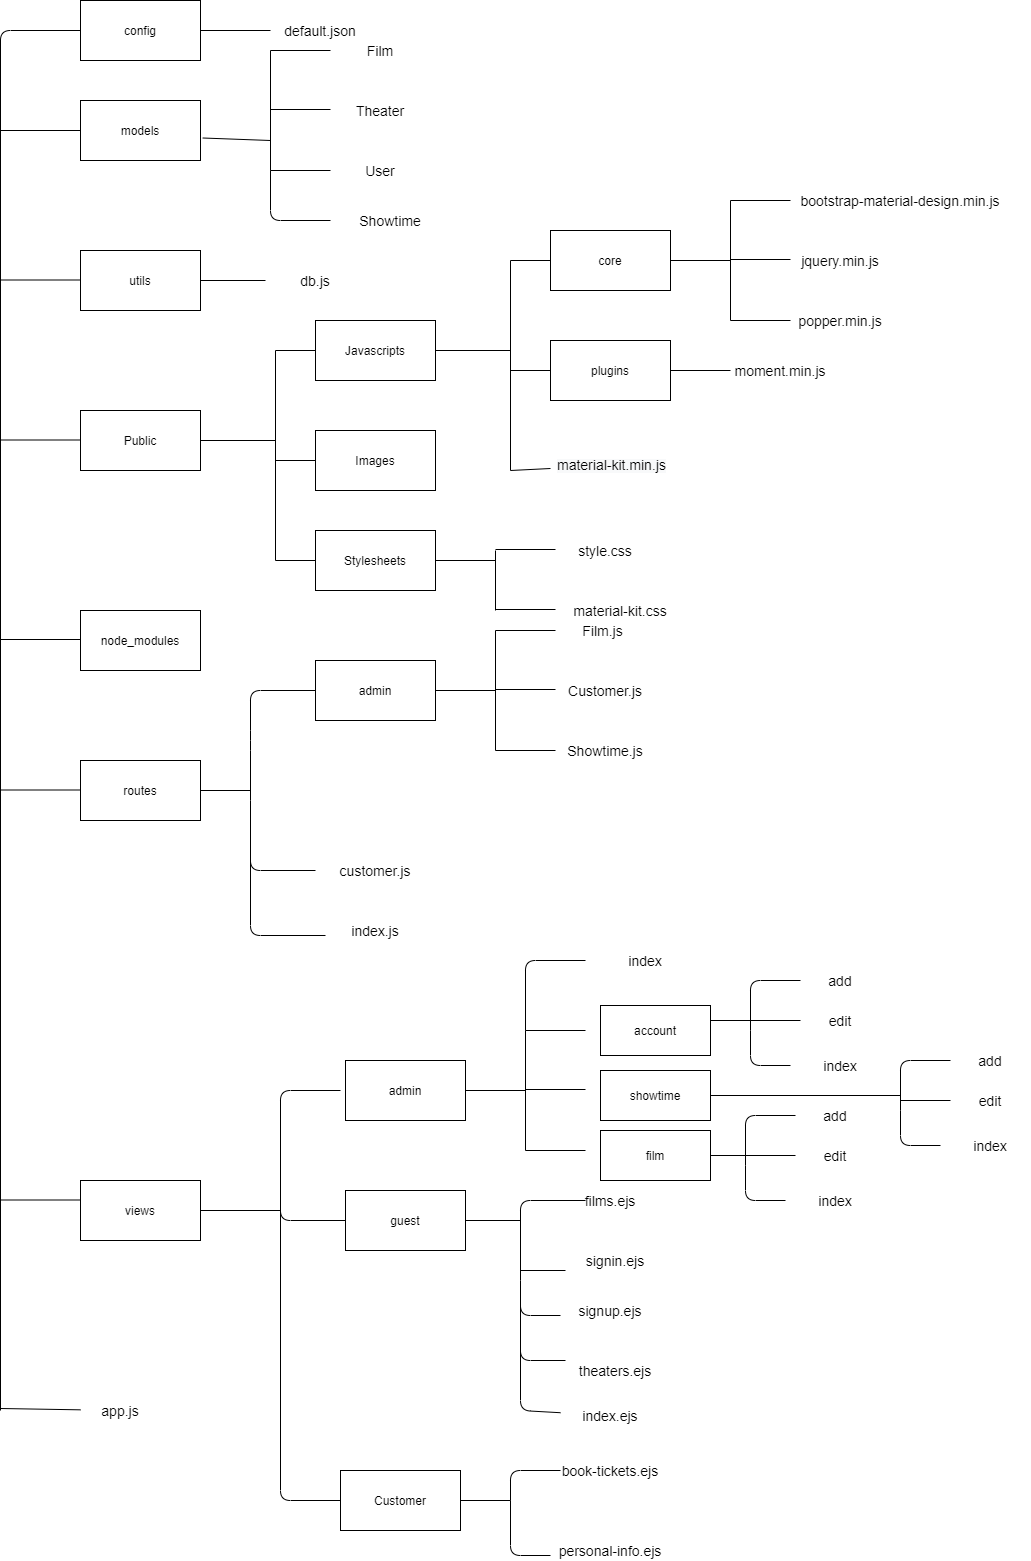 config
default.json
Film
models
Theater
User
Showtime
utils
db.js
Public
Javascripts
core
bootstrap-material-design.min.js
jquery.min.js
popper.min.js
plugins
moment.min.js
material-kit.min.js
Images
Stylesheets
style.css
material-kit.css
node_modules
routes
admin
Film.js
Customer.js
Showtime.js
customer.js
index.js
views
admin
index
account
add
edit
index
showtime
add
edit
index
film
add
edit
index
guest
films.ejs
signin.ejs
signup.ejs
theaters.ejs
index.ejs
Customer
book-tickets.ejs
personal-info.ejs
app.js